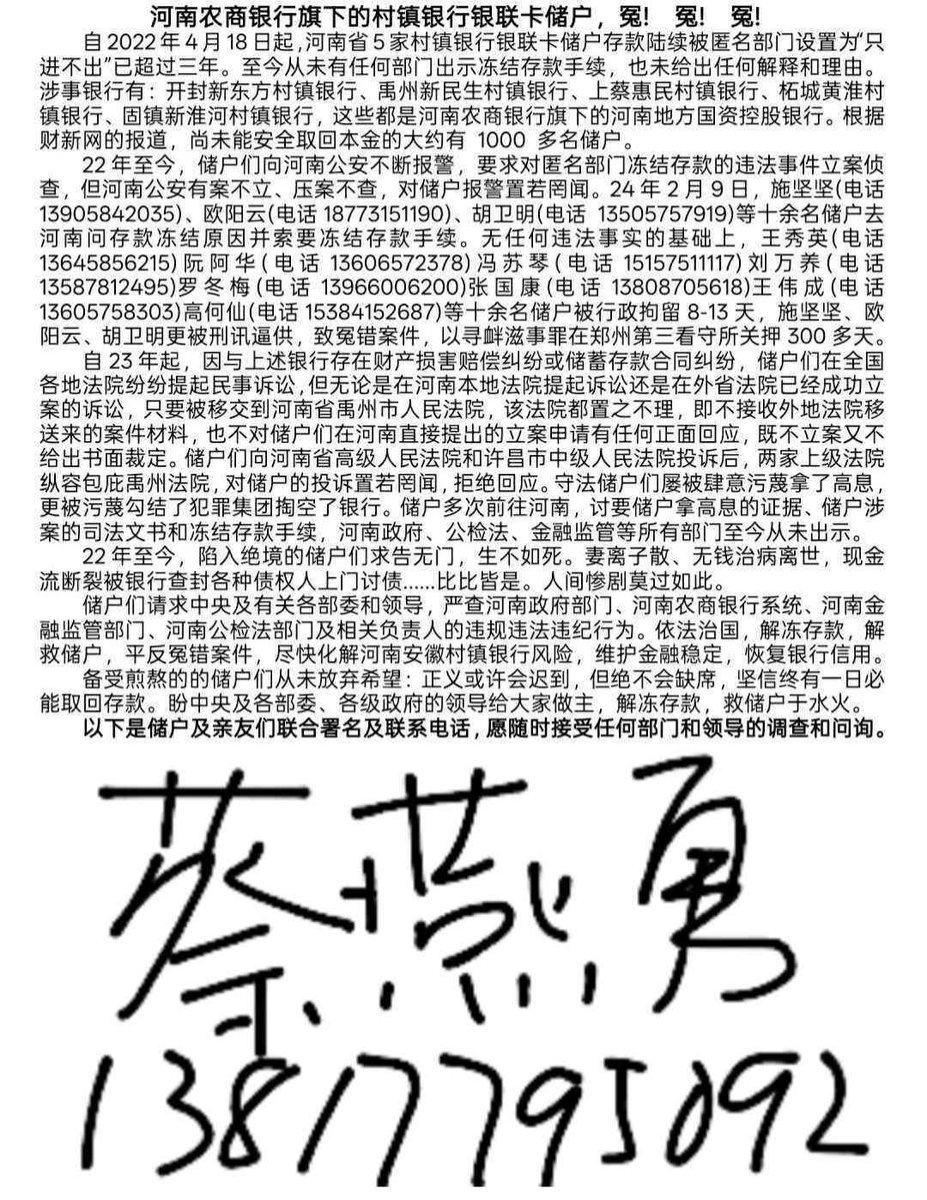 河南农商银行旗下的村镇银行银联卡储户，冤！ 冤！ 冤！
自2022年4月18日起,河南省5家村镇银行银联卡储户存款陆续被匿名部门设置为“只
进不出”已超过三年。至今从未有任何部门出示冻结存款手续，也未给出任何解释和理由。
涉事银行有：开封新东方村镇银行、禹州新民生村镇银行、上蔡惠民村镇银行、柘城黄淮村
镇银行、固镇新淮河村镇银行，这些都是河南农商银行旗下的河南地方国资控股银行。根据
财新网的报道，尚未能安全取回本金的大约有 1000 多名储户。
22年至今，储户们向河南公安不断报警，要求对匿名部门冻结存款的违法事件立案侦
查，但河南公安有案不立、压案不查，对储户报警置若罔闻。24年2月9日，施坚坚(电话
13905842035)、欧阳云(电话18773151190)、胡卫明(电话 13505757919)等十余名储户去
河南问存款冻结原因并索要冻结存款手续。无任何违法事实的基础上，王秀英(电话
13645856215)阮阿华(电话 13606572378)冯苏琴(电话 15157511117)刘万养(电话
13587812495)罗冬梅(电话 13966006200)张国康(电话 13808705618)王伟成(电话
13605758303)高何仙(电话15384152687)等十余名储户被行政拘留8-13天，施坚坚、欧
阳云、胡卫明更被刑讯逼供，致冤错案件，以寻衅滋事罪在郑州第三看守所关押300多天。
自23年起，因与上述银行存在财产损害赔偿纠纷或储蓄存款合同纠纷，储户们在全国
各地法院纷纷提起民事诉讼,但无论是在河南本地法院提起诉讼还是在外省法院已经成功立
案的诉讼，只要被移交到河南省禹州市人民法院，该法院都置之不理，即不接收外地法院移
送来的案件材料，也不对储户们在河南直接提出的立案申请有任何正面回应，既不立案又不
给出书面裁定。储户们向河南省高级人民法院和许昌市中级人民法院投诉后，两家上级法院
纵容包庇禹州法院，对储户的投诉置若罔闻，拒绝回应。守法储户们屡被肆意污蔑拿了高息，
更被污蔑勾结了犯罪集团掏空了银行。储户多次前往河南，讨要储户拿高息的证据、储户涉
案的司法文书和冻结存款手续，河南政府、公检法、金融监管等所有部门至今从未出示。
22年至今，陷入绝境的储户们求告无门，生不如死。妻离子散、无钱治病离世，现金
流断裂被银行查封各种债权人上门讨债......比比皆是。人间惨剧莫过如此。
储户们请求中央及有关各部委和领导，严查河南政府部门、河南农商银行系统、河南金
融监管部门、河南公检法部门及相关负责人的违规违法违纪行为。依法治国，解冻存款，解
救储户，平反冤错案件，尽快化解河南安徽村镇银行风险，维护金融稳定，恢复银行信用。
备受煎熬的的储户们从未放弃希望：正义或许会迟到，但绝不会缺席，坚信终有一日必
能取回存款。盼中央及各部委、各级政府的领导给大家做主，解冻存款，救储户于水火。
以下是储户及亲友们联合署名及联系电话，愿随时接受任何部门和领导的调查和问询。
蔡燕勇
13817795092